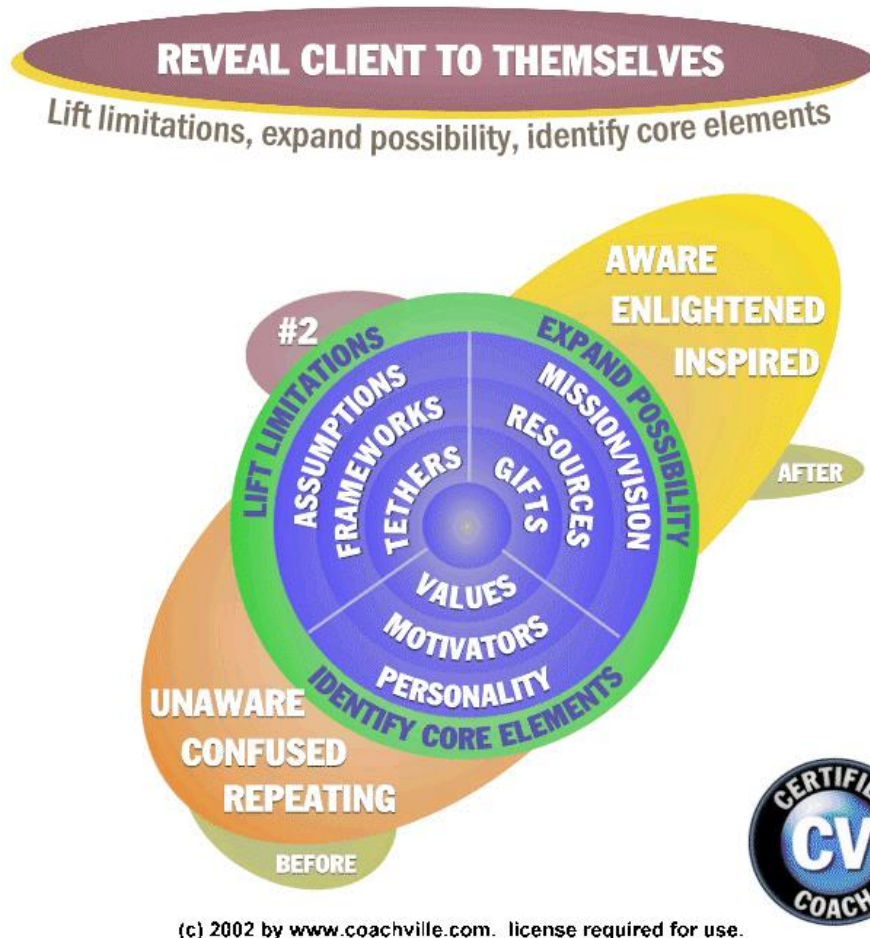 REVEAL CLIENT TO THEMSELVES
Lift limitations, expand possibility, identify core elements
AWARE
ENLIGHTENED
INSPIRED
#2
LIFT LIMITATIONS
EXPAND POSSIBILITY
ASSUMPTIONS
FRAMEWORKS
TETHERS
MISSION/VISION
RESOURCES
GIFTS
AFTER
VALUES
MOTIVATORS
PERSONALITY
IDENTIFY CORE ELEMENTS
UNAWARE
CONFUSED
REPEATING
BEFORE
CV
COACH
(c) 2002 by www.coachville.com. license required for use.